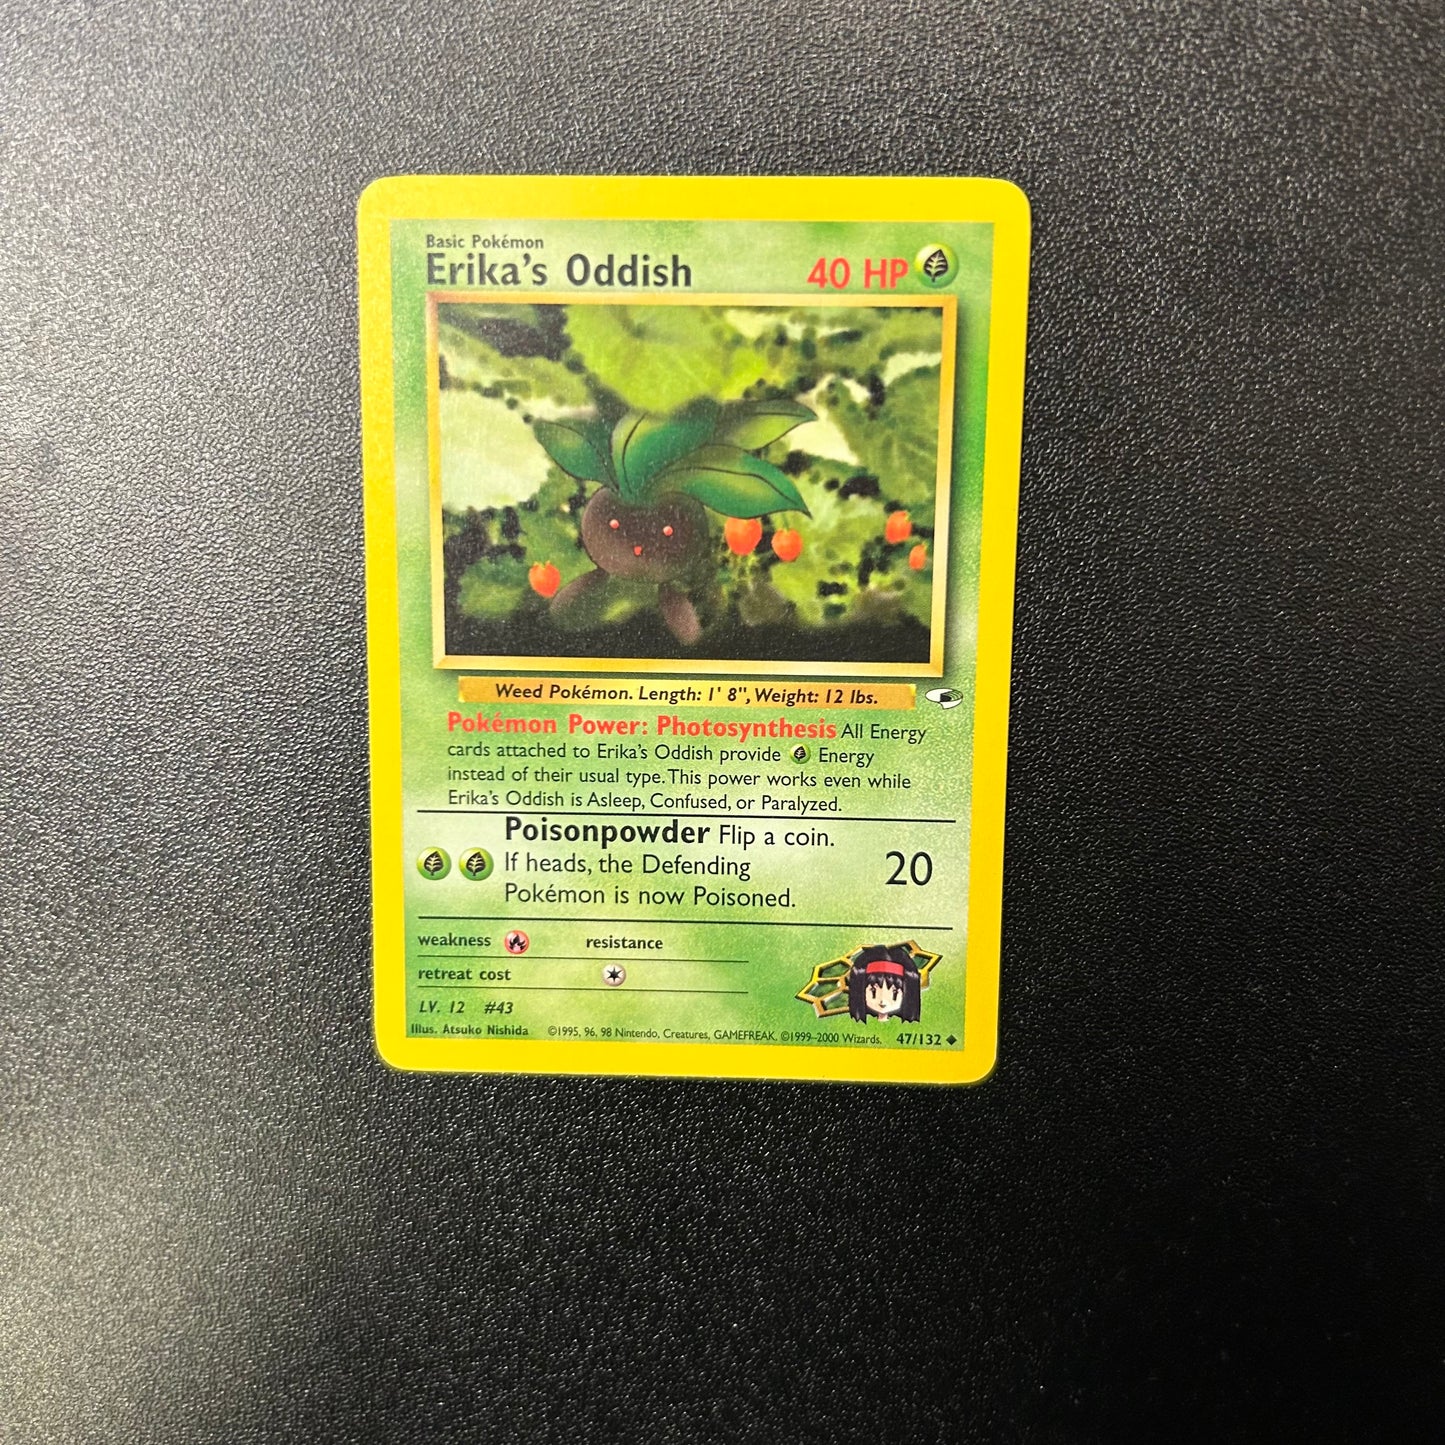 Basic Pokémon
Erika's Oddish 40 HP
Weed Pokémon. Length: 1' 8", Weight: 12 lbs.
Pokémon Power: Photosynthesis All Energy
cards attached to Erika's Oddish provide Energy
instead of their usual type. This power works even while
Erika's Oddish is Asleep, Confused, or Paralyzed.
Poisonpowder Flip a coin.
If heads, the Defending
Pokémon is now Poisoned.
20
weakness resistance
retreat cost
LV. 12 #43
Illus. Atsuko Nishida ©1995, 96, 98 Nintendo, Creatures, GAMEFREAK. ©1999–2000 Wizards. 47/132